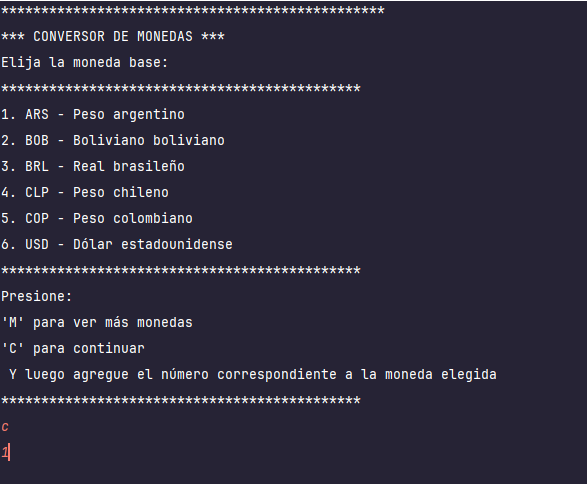 ************************************************
*** CONVERSOR DE MONEDAS ***
Elija la moneda base:
*********************************************
1. ARS - Peso argentino
2. BOB - Boliviano boliviano
3. BRL - Real brasileño
4. CLP - Peso chileno
5. COP - Peso colombiano
6. USD - Dólar estadounidense
*********************************************
Presione:
'M' para ver más monedas
'C' para continuar
 Y luego agregue el número correspondiente a la moneda elegida
*********************************************
c
1